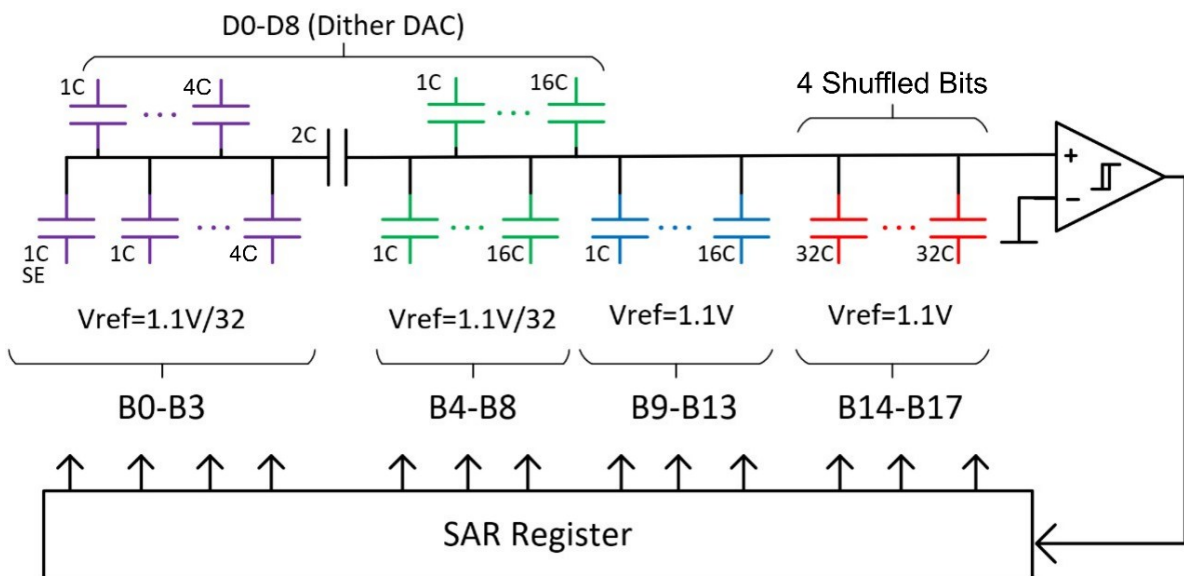 D0-D8 (Dither DAC)
1C
4C
1C
16C
4 Shuffled Bits
2C
+
-
1C
SE
1C
4C
1C
16C
1C
16C
32C
32C
Vref=1.1V/32
Vref=1.1V/32
Vref=1.1V
Vref=1.1V
B0-B3
B4-B8
B9-B13
B14-B17
SAR Register